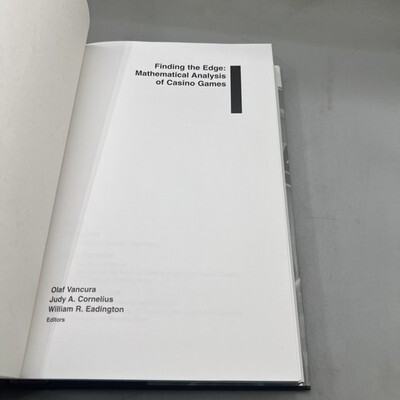 Finding the Edge:
Mathematical Analysis
of Casino Games
Olaf Vancura
Judy A. Cornelius
William R. Eadington
Editors